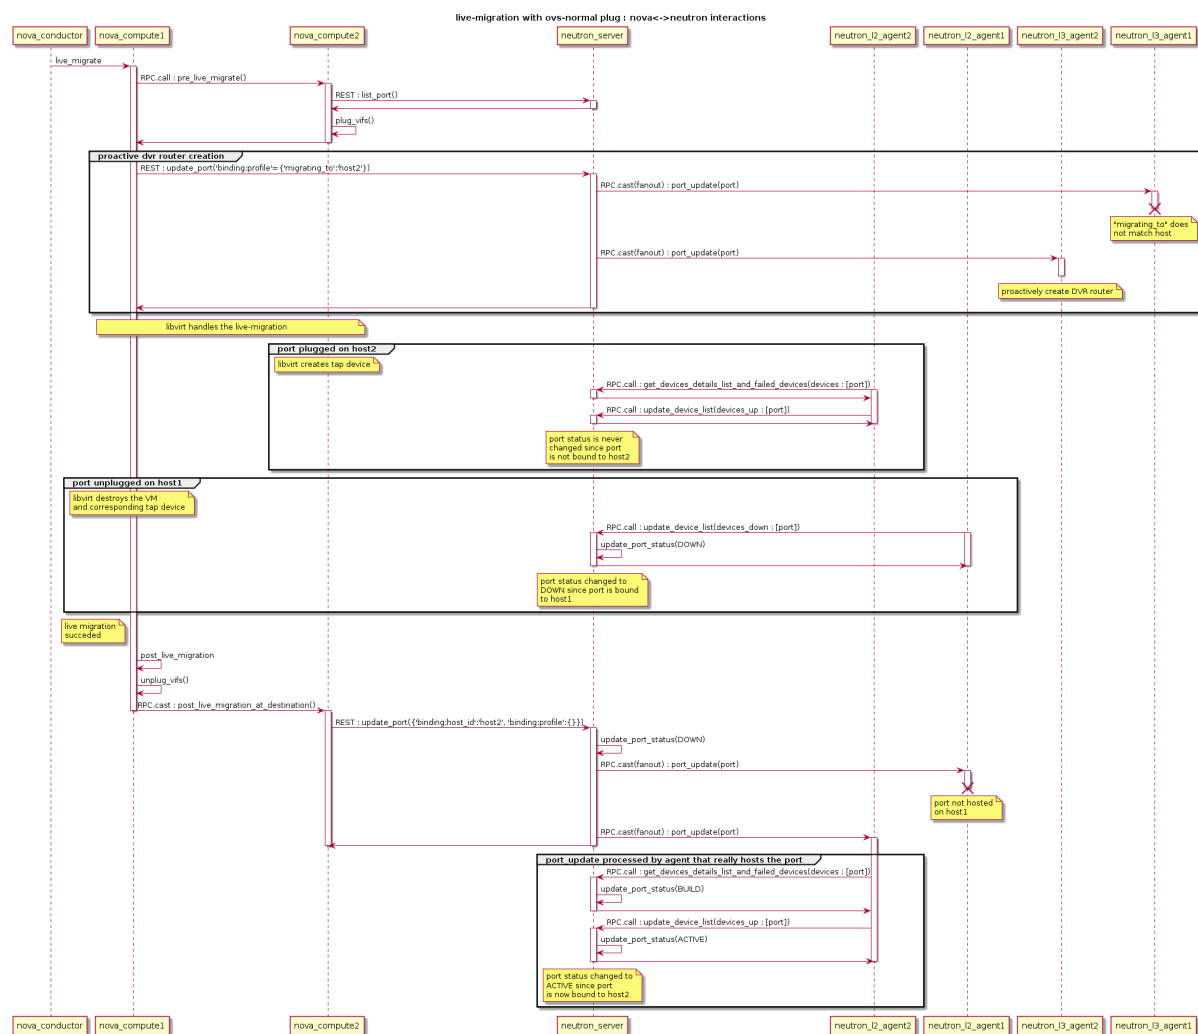 live-migration with ovs-normal plug : nova<->neutron interactions
nova_conductor
nova_compute1
nova_compute2
neutron_server
neutron_l2_agent2
neutron_l2_agent1
neutron_l3_agent2
neutron_l3_agent1
live_migrate
RPC.call : pre_live_migrate()
REST : list_port()
plug_vifs()
proactive dvr router creation
REST : update_port('binding:profile'= {'migrating_to':'host2'})
RPC.cast(fanout) : port_update(port)
"migrating_to" does
not match host
RPC.cast(fanout) : port_update(port)
proactively create DVR router
libvirt handles the live-migration
port plugged on host2
libvirt creates tap device
RPC.call : get_devices_details_list_and_failed_devices(devices : [port])
RPC.call : update_device_list(devices_up : [port])
port status is never
changed since port
is not bound to host2
port unplugged on host1
libvirt destroys the VM
and corresponding tap device
RPC.call : update_device_list(devices_down : [port])
update_port_status(DOWN)
port status changed to
DOWN since port is bound
to host1
live migration
succeded
post_live_migration
unplug_vifs()
RPC.cast : post_live_migration_at_destination()
REST : update_port({'binding:host_id':'host2', 'binding:profile':{}})
update_port_status(DOWN)
RPC.cast(fanout) : port_update(port)
port not hosted
on host1
RPC.cast(fanout) : port_update(port)
port_update processed by agent that really hosts the port
RPC.call : get_devices_details_list_and_failed_devices(devices : [port])
update_port_status(BUILD)
RPC.call : update_device_list(devices_up : [port])
update_port_status(ACTIVE)
port status changed to
ACTIVE since port
is now bound to host2
nova_conductor
nova_compute1
nova_compute2
neutron_server
neutron_l2_agent2
neutron_l2_agent1
neutron_l3_agent2
neutron_l3_agent1